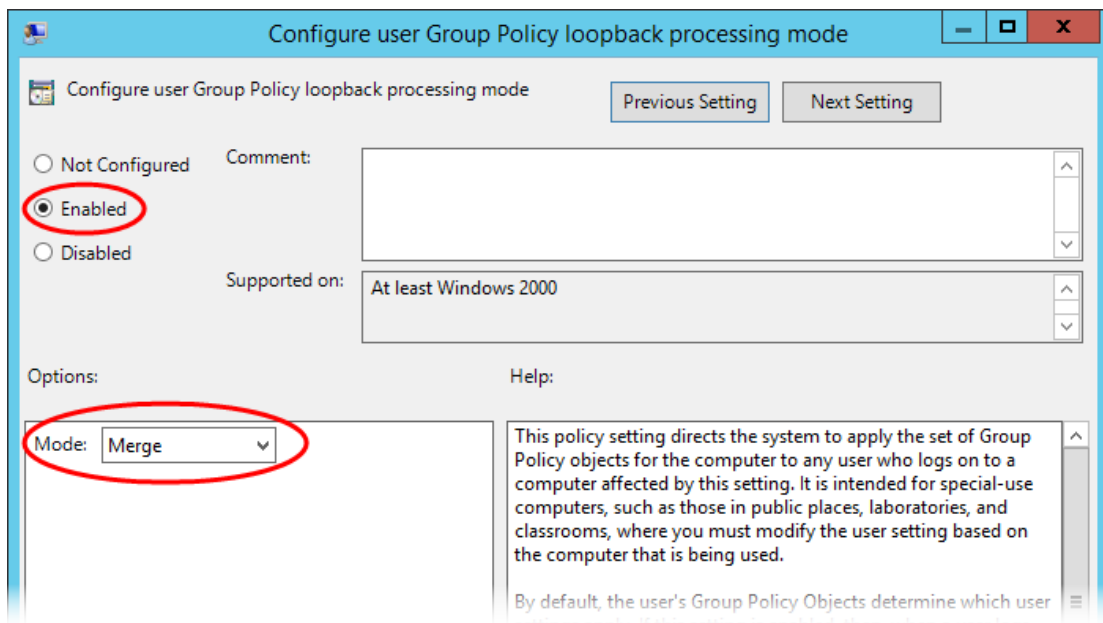 Configure user Group Policy loopback processing mode
Configure user Group Policy loopback processing mode
Previous Setting
Next Setting
Not Configured
Comment:
Enabled
Disabled
Supported on:
At least Windows 2000
Options:
Help:
Mode: Merge
This policy setting directs the system to apply the set of Group
Policy objects for the computer to any user who logs on to a
computer affected by this setting. It is intended for special-use
computers, such as those in public places, laboratories, and
classrooms, where you must modify the user setting based on
the computer that is being used.
By default, the user's Group Policy Objects determine which user